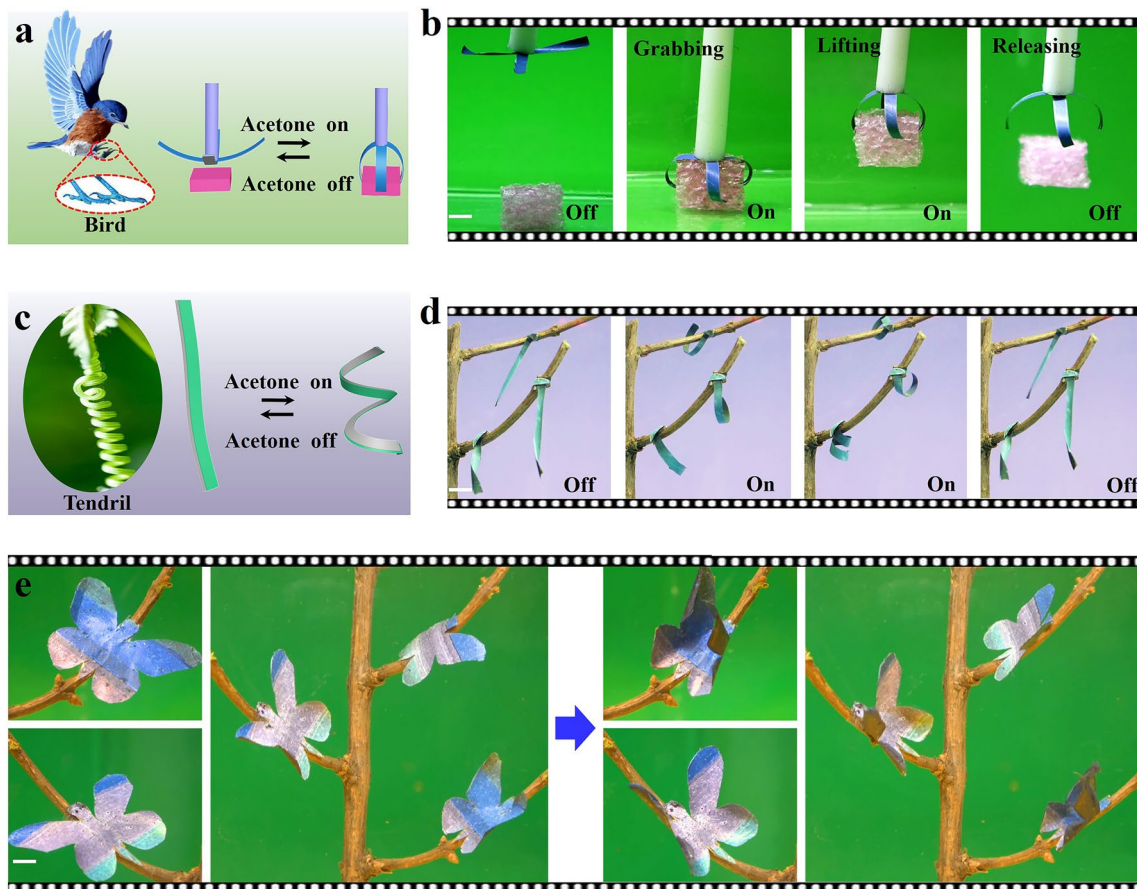 a
Acetone on
Acetone off
Bird
b
Grabbing
Lifting
Releasing
Off
On
On
Off
c
Acetone on
Acetone off
Tendril
d
Off
On
On
Off
e